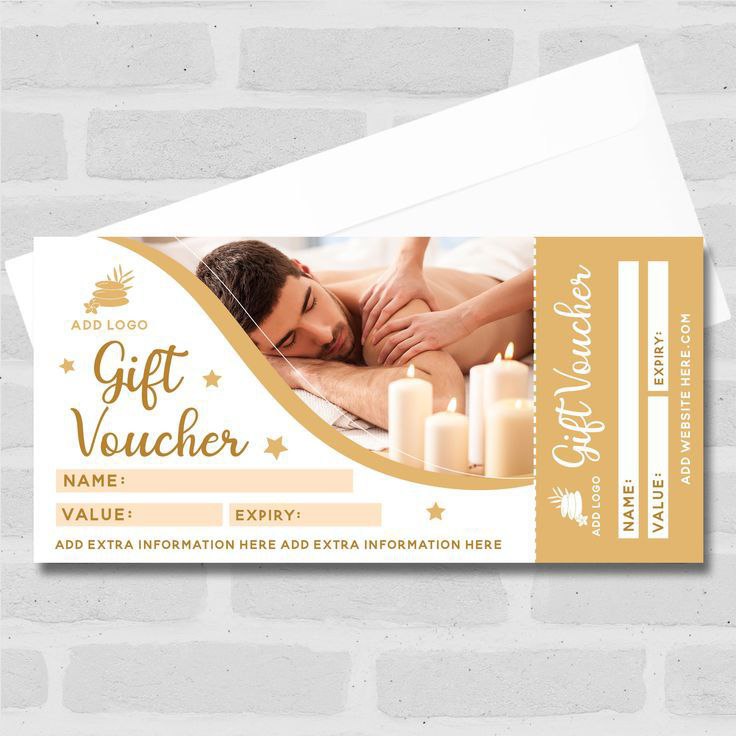 ADD LOGO
Gift
Voucher
NAME:
VALUE:
EXPIRY:
ADD EXTRA INFORMATION HERE ADD EXTRA INFORMATION HERE
ADD LOGO
Gift Voucher
NAME:
VALUE:
EXPIRY:
ADD WEBSITE HERE.COM